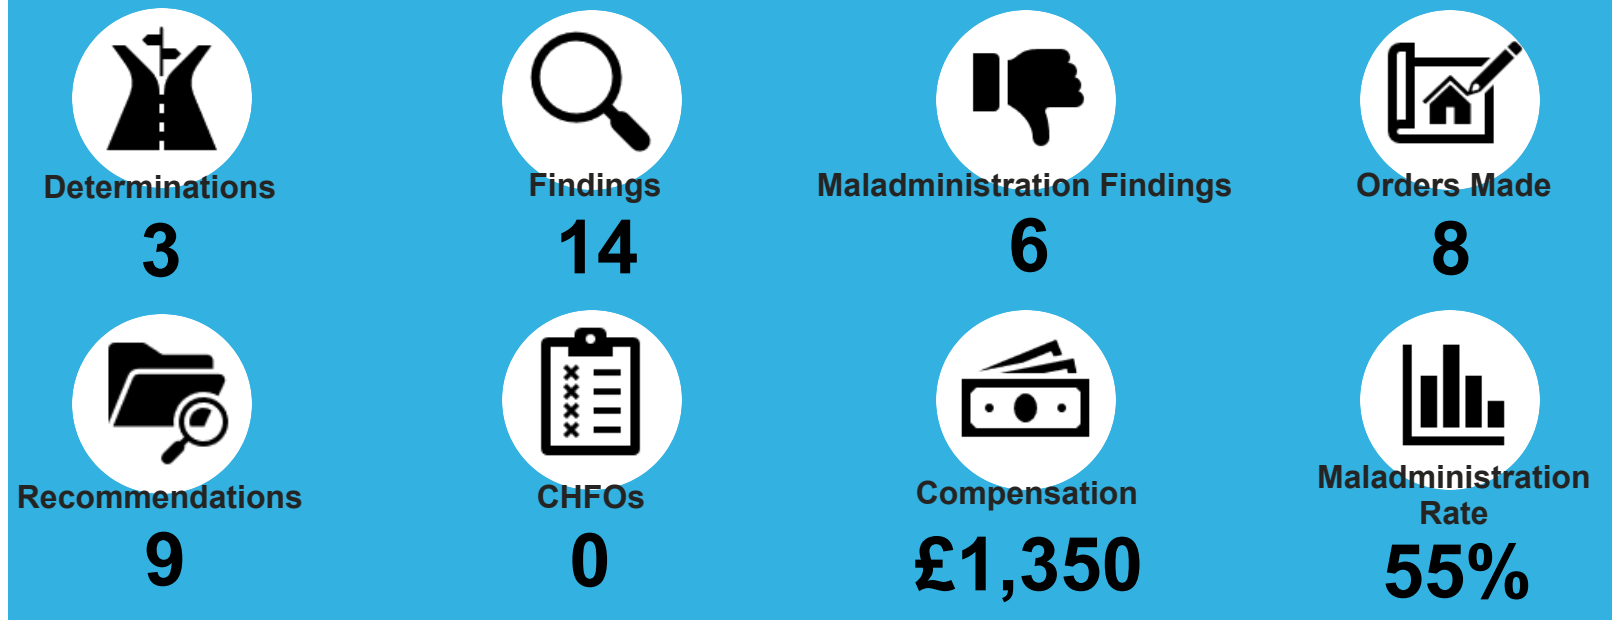 Determinations
3
Findings
14
Maladministration Findings
6
Orders Made
8
Recommendations
9
CHFOs
0
Compensation
£1,350
Maladministration
Rate
55%